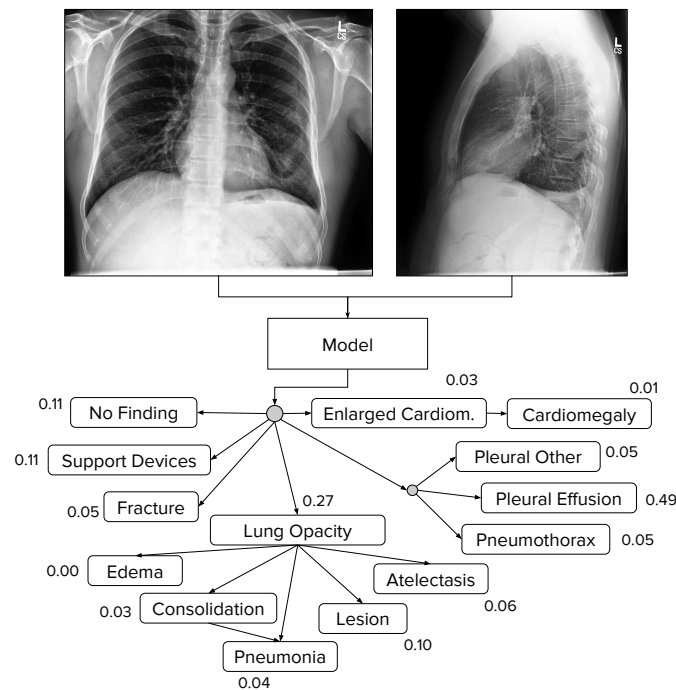 L
CS
L
CS
Model
0.11
No Finding
0.03
Enlarged Cardiom.
0.01
Cardiomegaly
0.11
Support Devices
Pleural Other
0.05
0.05
Fracture
Pleural Effusion
0.49
0.27
Lung Opacity
Pneumothorax
0.05
0.00
Edema
Atelectasis
0.06
0.03
Consolidation
Lesion
0.10
Pneumonia
0.04